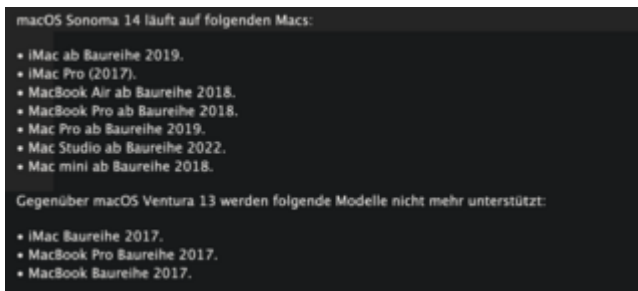 macOS Sonoma 14 läuft auf folgenden Macs:
• iMac ab Baureihe 2019.
• iMac Pro (2017).
• MacBook Air ab Baureihe 2018.
• MacBook Pro ab Baureihe 2018.
• Mac Pro ab Baureihe 2019.
• Mac Studio ab Baureihe 2022.
• Mac mini ab Baureihe 2018.
Gegenüber macOS Ventura 13 werden folgende Modelle nicht mehr unterstützt:
• iMac Baureihe 2017.
• MacBook Pro Baureihe 2017.
• MacBook Baureihe 2017.